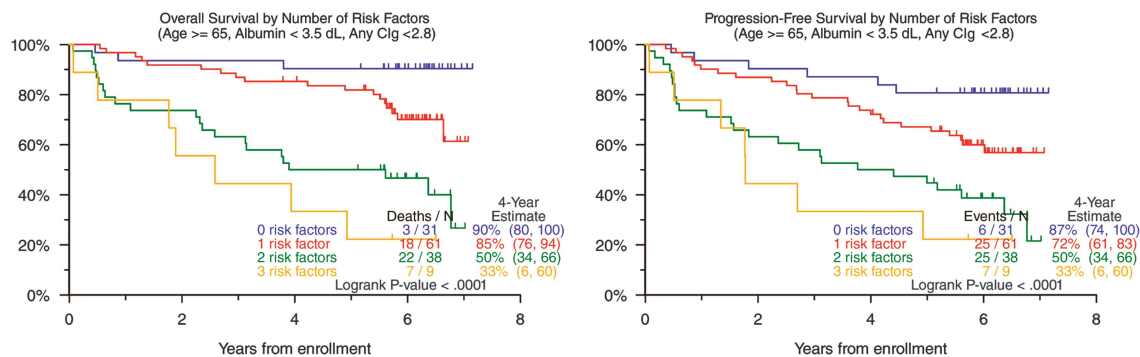 Overall Survival by Number of Risk Factors
(Age >= 65, Albumin < 3.5 dL, Any CIg <2.8)
100%
80%
60%
40%
20%
0%
Deaths / N
4-Year
Estimate
0 risk factors 3 / 31 90% (80, 100)
1 risk factor 18 / 61 85% (76, 94)
2 risk factors 22 / 38 50% (34, 66)
3 risk factors 7 / 9 33% (6, 60)
Logrank P-value < .0001
0 2 4 6 8
Years from enrollment
Progression-Free Survival by Number of Risk Factors
(Age >= 65, Albumin < 3.5 dL, Any CIg <2.8)
100%
80%
60%
40%
20%
0%
Events / N
4-Year
Estimate
0 risk factors 6 / 31 87% (74, 100)
1 risk factor 25 / 61 72% (61, 83)
2 risk factors 25 / 38 50% (34, 66)
3 risk factors 7 / 9 33% (6, 60)
Logrank P-value < .0001
0 2 4 6 8
Years from enrollment